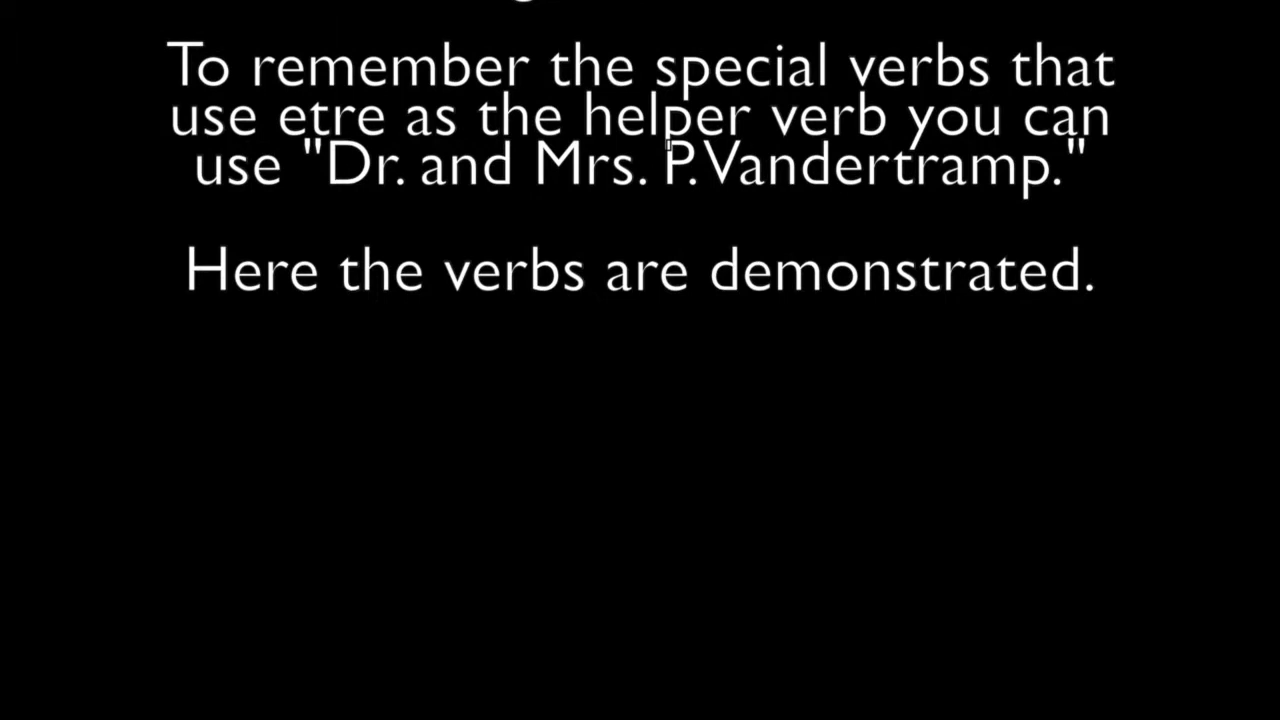 To remember the special verbs that
use etre as the helper verb you can
use "Dr. and Mrs. P. Vandertramp."
Here the verbs are demonstrated.